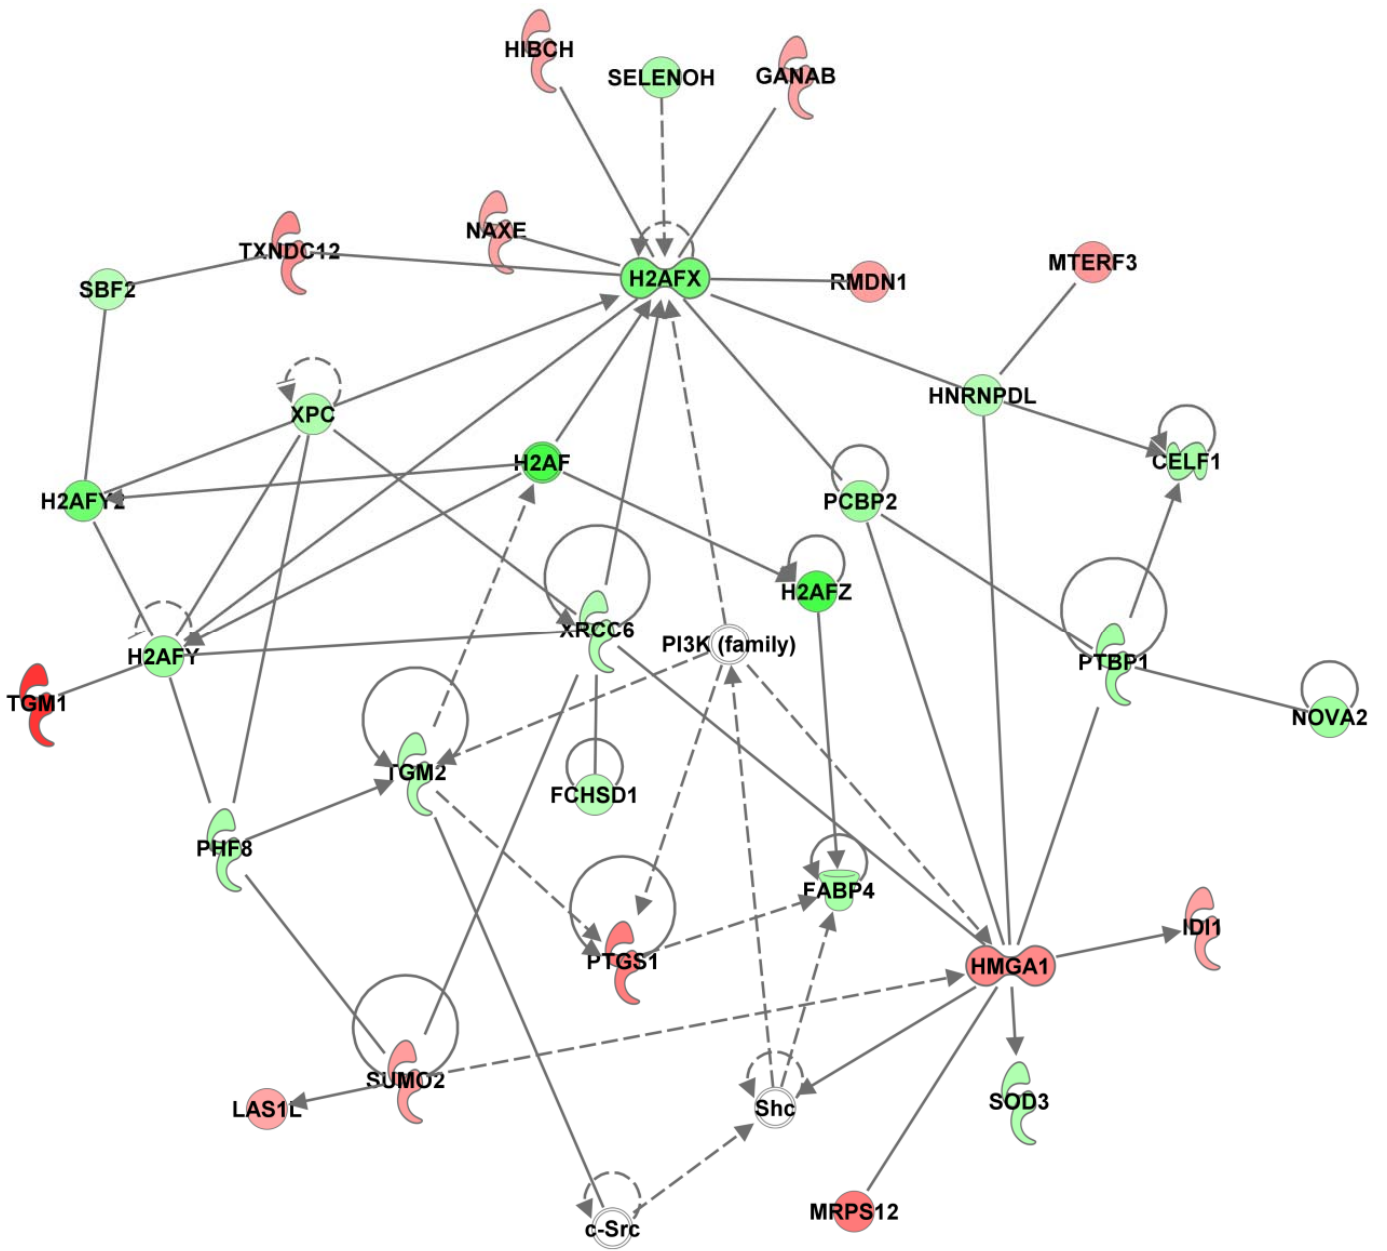 HIBCH
SELENOH
GANAB
NAXE
TXNDC12
H2AFX
RMDN1
MTERF3
SBF2
XPC
HNRNPDL
H2AF
CELF1
H2AFY2
PCBP2
H2AFZ
XRCC6
PI3K (family)
H2AFY
PTBP1
TGM1
NOVA2
TGM2
FCHSD1
PHF8
FABP4
IDI1
PTGS1
HMGA1
SUMO2
LAS1L
Shc
SOD3
MRPS12
c-Src